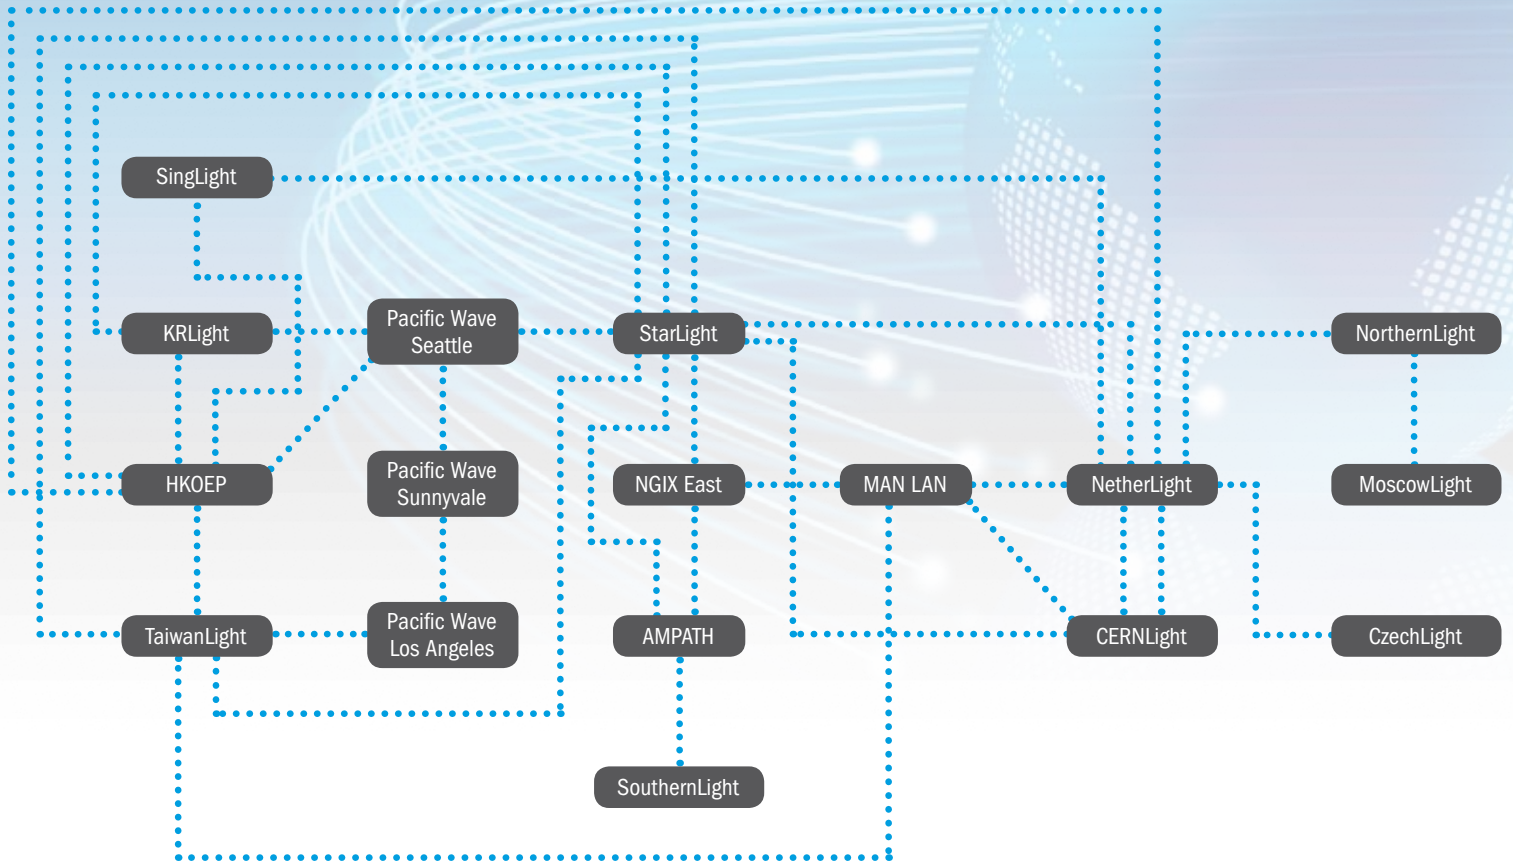 SingLight
KRLight
Pacific Wave
Seattle
StarLight
NorthernLight
HKOEP
Pacific Wave
Sunnyvale
NGIX East
MAN LAN
NetherLight
MoscowLight
TaiwanLight
Pacific Wave
Los Angeles
AMPATH
CERNLight
CzechLight
SouthernLight